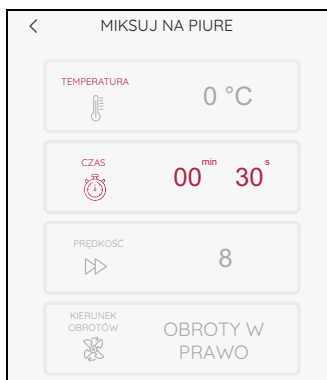 MIKSUJ NA PIURE
TEMPERATURA
0 °C
CZAS
00 min 30 s
PRĘDKOŚĆ
8
KIERUNEK
OBROTÓW
OBROTY W
PRAWO